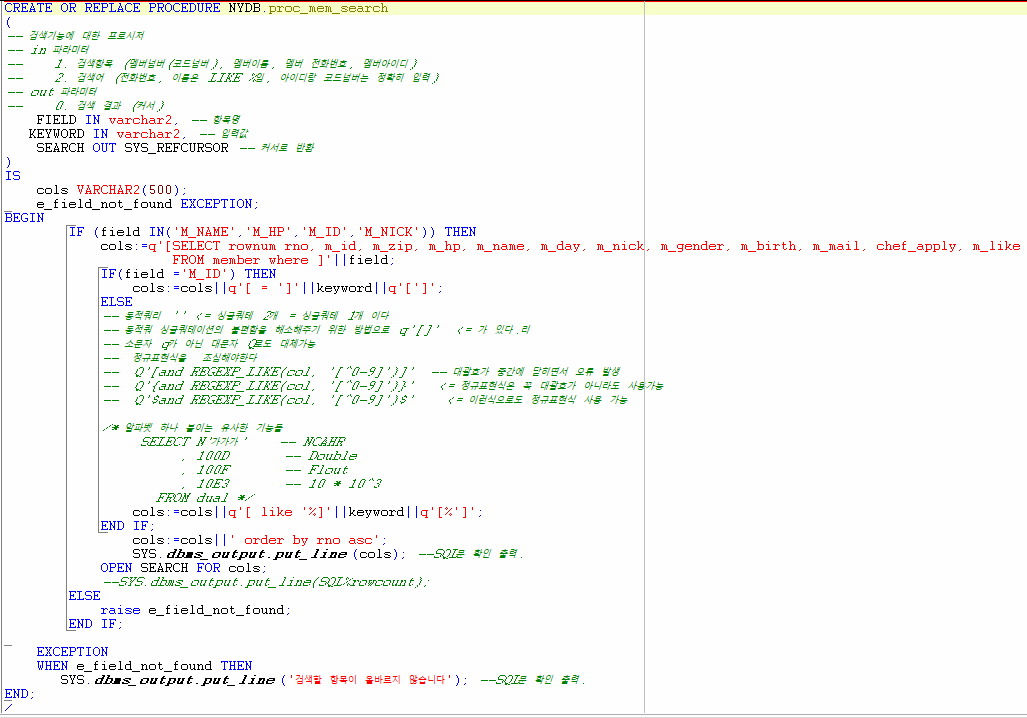 CREATE OR REPLACE PROCEDURE NYDB.proc_mem_search
(
-- 검색기능에 대한 프로시저
-- in 파라미터
--    1. 검색항목 (멤버넘버(코드넘버), 멤버이름, 멤버 전화번호, 멤버아이디)
--    2. 검색어 (전화번호, 이름은 LIKE %임, 아이디랑 코드넘버는 정확히 입력)
-- out 파라미터
--    0. 검색 결과 (커서)
FIELD IN varchar2, -- 항목명
KEYWORD IN varchar2, -- 입력값
SEARCH OUT SYS_REFCURSOR -- 커서로 반환
)
IS
cols VARCHAR2(500);
e_field_not_found EXCEPTION;
BEGIN
IF (field IN('M_NAME','M_HP','M_ID','M_NICK')) THEN
cols:=q'[SELECT rownum rno, m_id, m_zip, m_hp, m_name, m_day, m_nick, m_gender, m_birth, m_mail, chef_apply, m_like
FROM member where ]'||field;
IF(field ='M_ID') THEN
cols:=cols||q'[ = ']'||keyword||q'[']';
ELSE
-- 동적쿼리 '' <= 싱글쿼테 2개 = 싱글쿼테 1개 이다
-- 동적쿼 싱글쿼테이션의 불편함을 해소해주기 위한 방법으로 q'[]' <= 가 있다.리
-- 소문자 q가 아닌 대문자 Q로도 대체가능
-- 정규표현식을 조심해야한다
-- Q'[and REGEXP_LIKE(col, '[^0-9]')]' -- 대괄호가 중간에 닫히면서 오류 발생
-- Q'{and REGEXP_LIKE(col, '[^0-9]')}' <= 정규표현식은 꼭 대괄호가 아니라도 사용가능
-- Q'$and REGEXP_LIKE(col, '[^0-9]')$' <= 이런식으로도 정규표현식 사용 가능
/* 알파벳 하나 붙이는 유사한 기능들
SELECT N'가가가' -- NCAHR
, 100D -- Double
, 100F -- Flout
, 10E3 -- 10 * 10^3
FROM dual */
cols:=cols||q'[ like '%]'||keyword||q'[%']';
END IF;
cols:=cols||' order by rno asc';
SYS.dbms_output.put_line(cols); --SQL문 확인 출력.
OPEN SEARCH FOR cols;
--SYS.dbms_output.put_line(SQL%rowcount);
ELSE
raise e_field_not_found;
END IF;
EXCEPTION
WHEN e_field_not_found THEN
SYS.dbms_output.put_line('검색할 항목이 올바르지 않습니다'); --SQL문 확인 출력.
END;
/